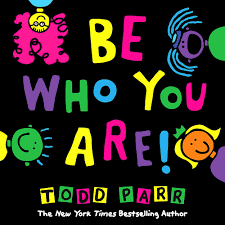 BE
WHO YOU
ARE!
TODD PARR
The New York Times Bestselling Author